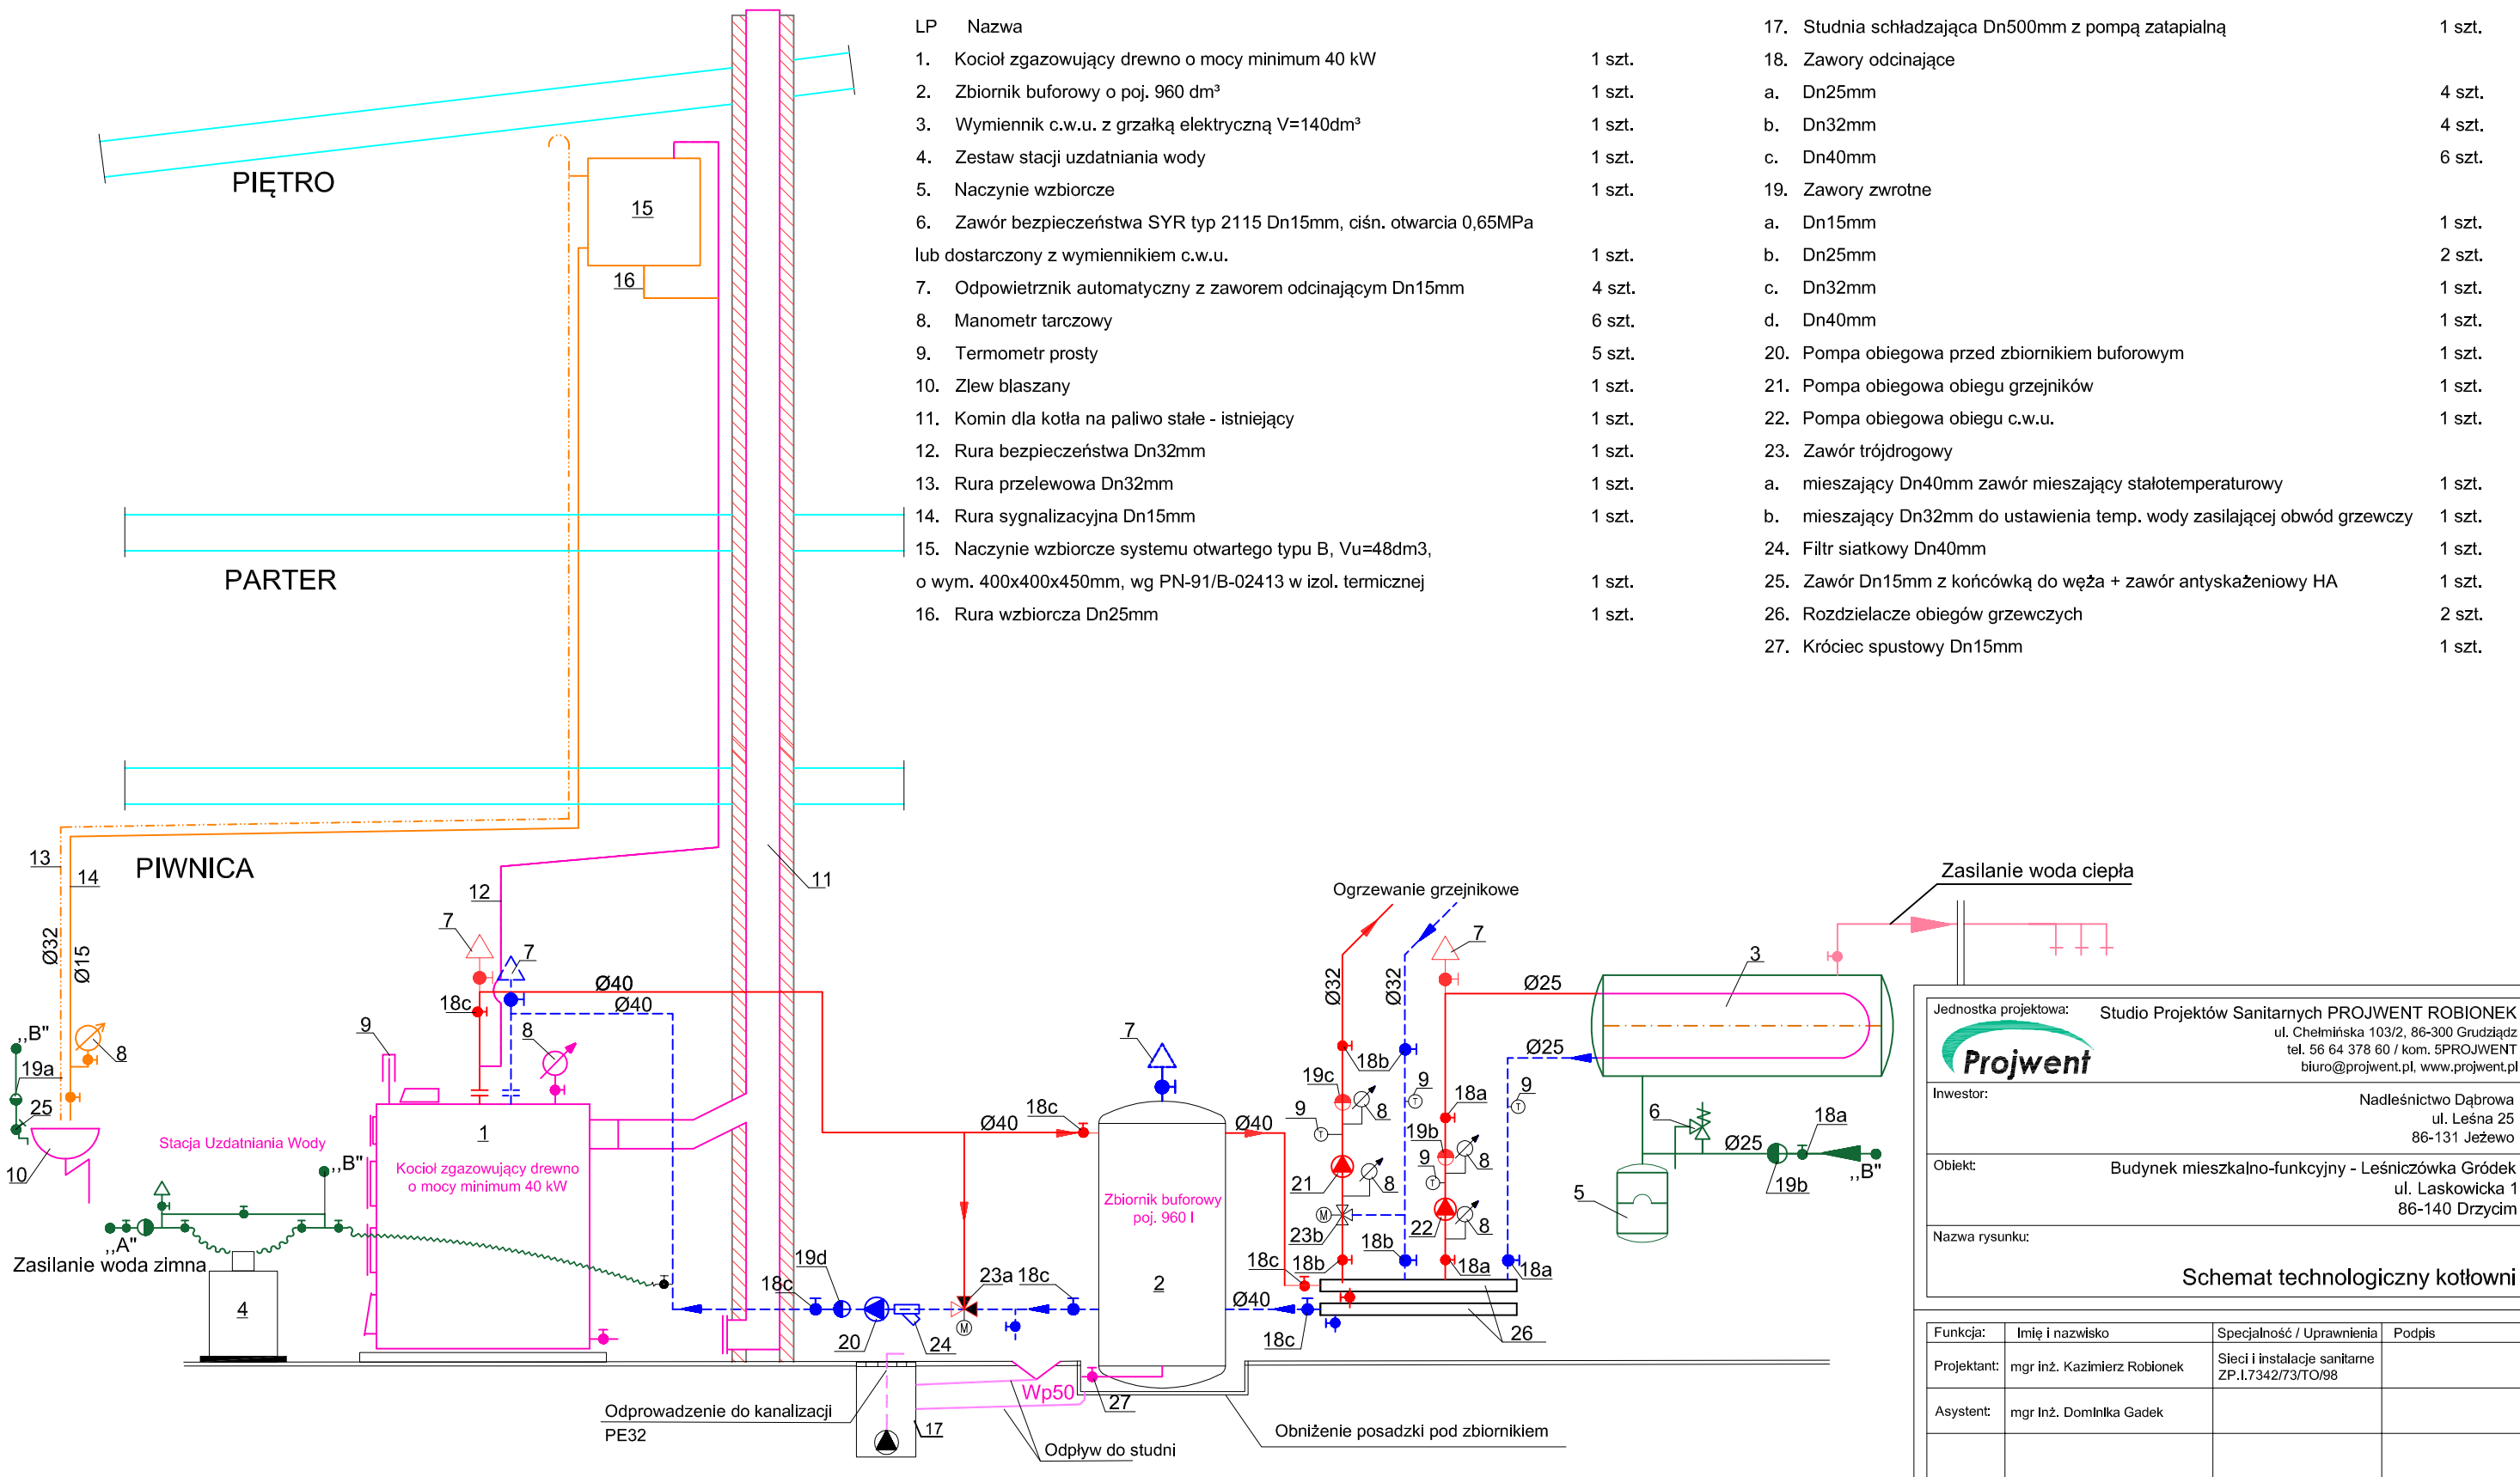 LP Nazwa
1. Kocioł zgazowujący drewno o mocy minimum 40 kW 1 szt.
2. Zbiornik buforowy o poj. 960 dm³ 1 szt.
3. Wymiennik c.w.u. z grzałką elektryczną V=140dm³ 1 szt.
4. Zestaw stacji uzdatniania wody 1 szt.
5. Naczynie wzbiorcze 1 szt.
6. Zawór bezpieczeństwa SYR typ 2115 Dn15mm, ciśn. otwarcia 0,65MPa
lub dostarczony z wymiennikiem c.w.u. 1 szt.
7. Odpowietrznik automatyczny z zaworem odcinającym Dn15mm 4 szt.
8. Manometr tarczowy 6 szt.
9. Termometr prosty 5 szt.
10. Zlew blaszany 1 szt.
11. Komin dla kotła na paliwo stałe - istniejący 1 szt.
12. Rura bezpieczeństwa Dn32mm 1 szt.
13. Rura przelewowa Dn32mm 1 szt.
14. Rura sygnalizacyjna Dn15mm 1 szt.
15. Naczynie wzbiorcze systemu otwartego typu B, Vu=48dm3,
o wym. 400x400x450mm, wg PN-91/B-02413 w izol. termicznej 1 szt.
16. Rura wzbiorcza Dn25mm 1 szt.
17. Studnia schładzająca Dn500mm z pompą zatapialną 1 szt.
18. Zawory odcinające
a. Dn25mm 4 szt.
b. Dn32mm 4 szt.
c. Dn40mm 6 szt.
19. Zawory zwrotne
a. Dn15mm 1 szt.
b. Dn25mm 2 szt.
c. Dn32mm 1 szt.
d. Dn40mm 1 szt.
20. Pompa obiegowa przed zbiornikiem buforowym 1 szt.
21. Pompa obiegowa obiegu grzejników 1 szt.
22. Pompa obiegowa obiegu c.w.u. 1 szt.
23. Zawór trójdrogowy
a. mieszający Dn40mm zawór mieszający stałotemperaturowy 1 szt.
b. mieszający Dn32mm do ustawienia temp. wody zasilającej obwód grzewczy 1 szt.
24. Filtr siatkowy Dn40mm 1 szt.
25. Zawór Dn15mm z końcówką do węża + zawór antyskażeniowy HA 1 szt.
26. Rozdzielacze obiegów grzewczych 2 szt.
27. Króciec spustowy Dn15mm 1 szt.
PIĘTRO
15
16
PARTER
PIWNICA
13
14
12
11
7
7
Ø32
Ø15
18c
Ø40
Ø40
9
8
8
,,B"
19a
25
10
Stacja Uzdatniania Wody
,,B"
,,A"
Zasilanie woda zimna
4
1
Kocioł zgazowujący drewno
o mocy minimum 40 kW
18c
19d
20
24
23a
M
18c
Ø40
18c
7
Ø40
Zbiornik buforowy
poj. 960 l
2
Ø40
18c
18c
Wp50
27
17
Odprowadzenie do kanalizacji
PE32
Odpływ do studni
Obniżenie posadzki pod zbiornikiem
Ogrzewanie grzejnikowe
7
Ø32
Ø32
Ø25
Ø25
18b
19c
9
T
8
9
T
18a
9
T
19b
8
9
T
21
8
M
23b
22
8
18b
18b
18a
18a
26
Zasilanie woda ciepła
3
6
Ø25
18a
19b
,,B"
5
Jednostka projektowa:
Projwent
Studio Projektów Sanitarnych PROJWENT ROBIONEK
ul. Chełmińska 103/2, 86-300 Grudziądz
tel. 56 64 378 60 / kom. 5PROJWENT
biuro@projwent.pl, www.projwent.pl
Inwestor:
Nadleśnictwo Dąbrowa
ul. Leśna 25
86-131 Jeżewo
Obiekt:
Budynek mieszkalno-funkcyjny - Leśniczówka Gródek
ul. Laskowicka 1
86-140 Drzycim
Nazwa rysunku:
Schemat technologiczny kotłowni
Funkcja: Imię i nazwisko Specjalność / Uprawnienia Podpis
Projektant: mgr inż. Kazimierz Robionek Sieci i instalacje sanitarne
ZP.I.7342/73/TO/98
Asystent: mgr inż. Dominika Gadek